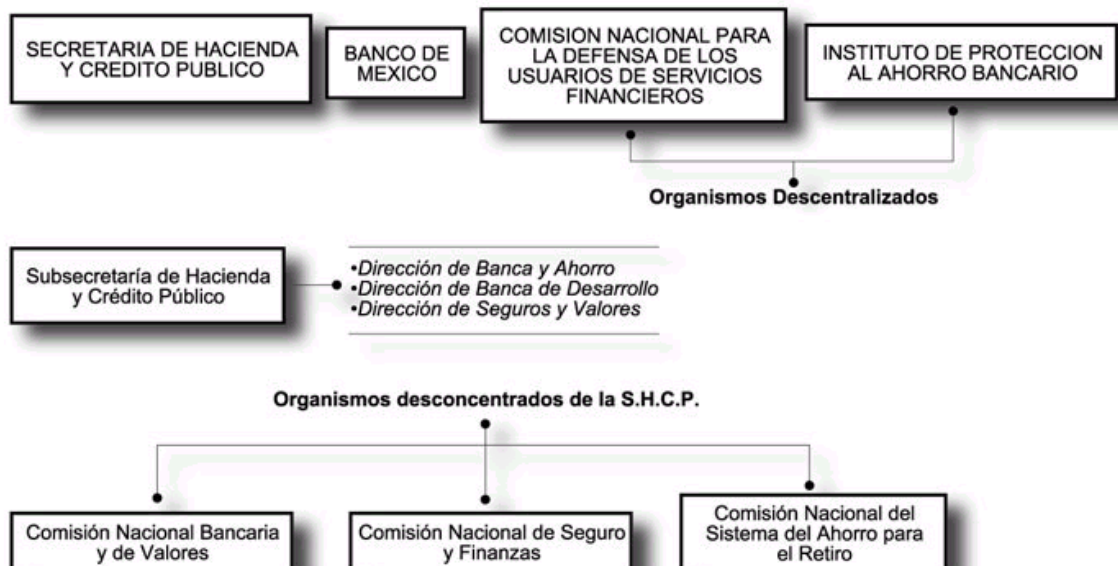 SECRETARIA DE HACIENDA
Y CREDITO PUBLICO
BANCO DE
MEXICO
COMISION NACIONAL PARA
LA DEFENSA DE LOS
USUARIOS DE SERVICIOS
FINANCIEROS
INSTITUTO DE PROTECCION
AL AHORRO BANCARIO
Organismos Descentralizados
Subsecretaría de Hacienda
y Crédito Público
•Dirección de Banca y Ahorro
•Dirección de Banca de Desarrollo
•Dirección de Seguros y Valores
Organismos desconcentrados de la S.H.C.P.
Comisión Nacional Bancaria
y de Valores
Comisión Nacional de Seguro
y Finanzas
Comisión Nacional del
Sistema del Ahorro para
el Retiro